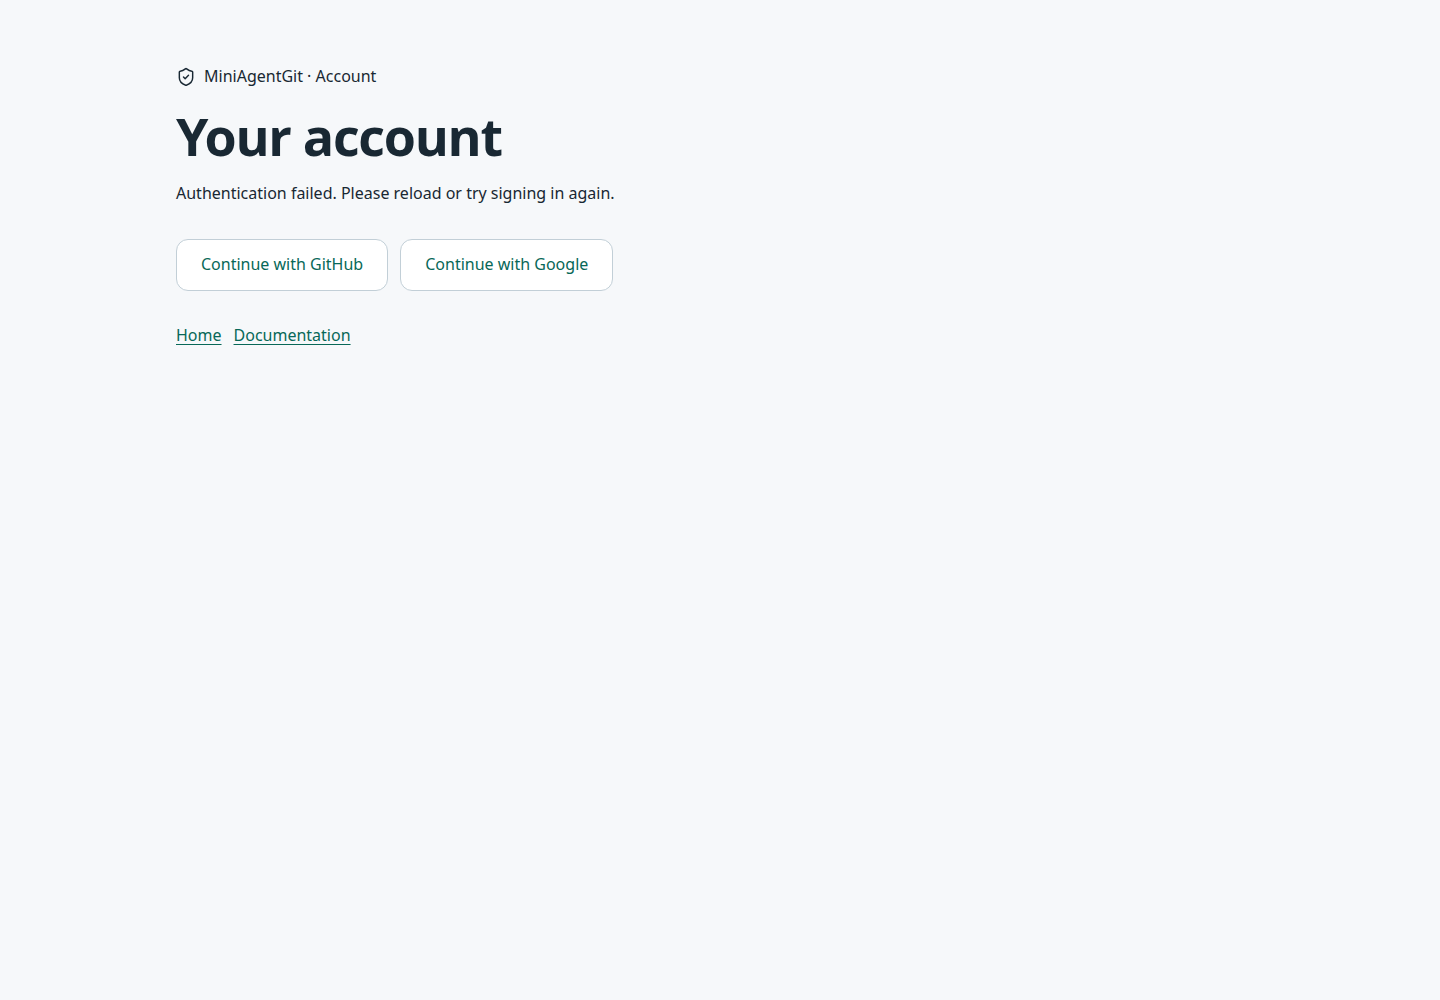 MiniAgentGit · Account
Your account
Authentication failed. Please reload or try signing in again.
Continue with GitHub
Continue with Google
Home
Documentation